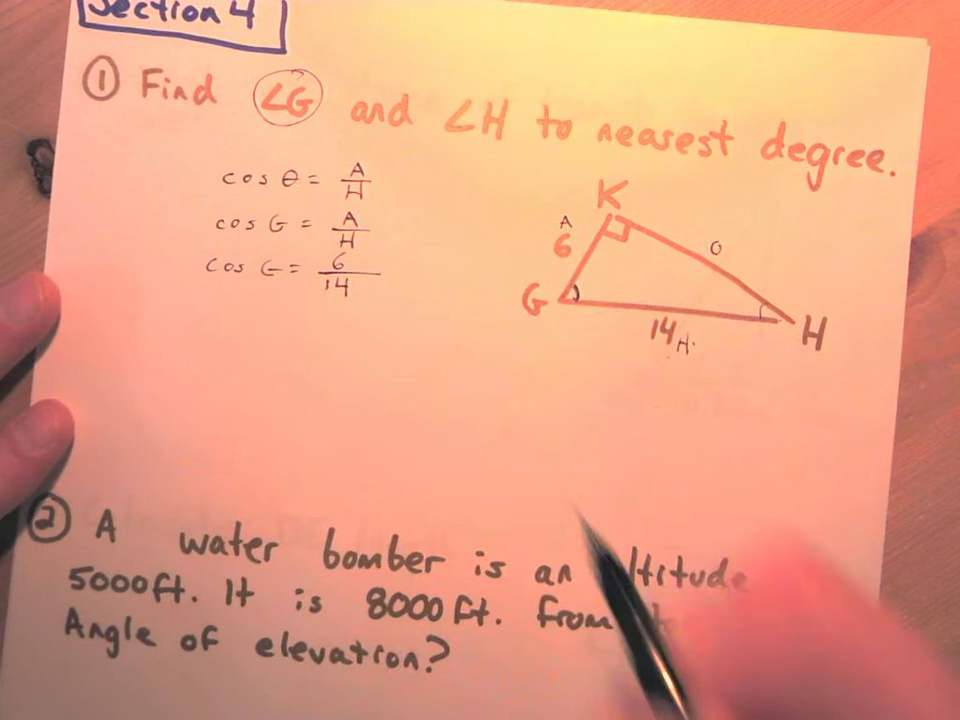 Section 4
① Find ∠G and ∠H to nearest degree.
cos θ = A/H
cos G = A/H
cos G = 6/14
K
A
6
O
G
H
14 H
② A water bomber is an
5000ft. It is 8000 ft. from
Angle of elevation?